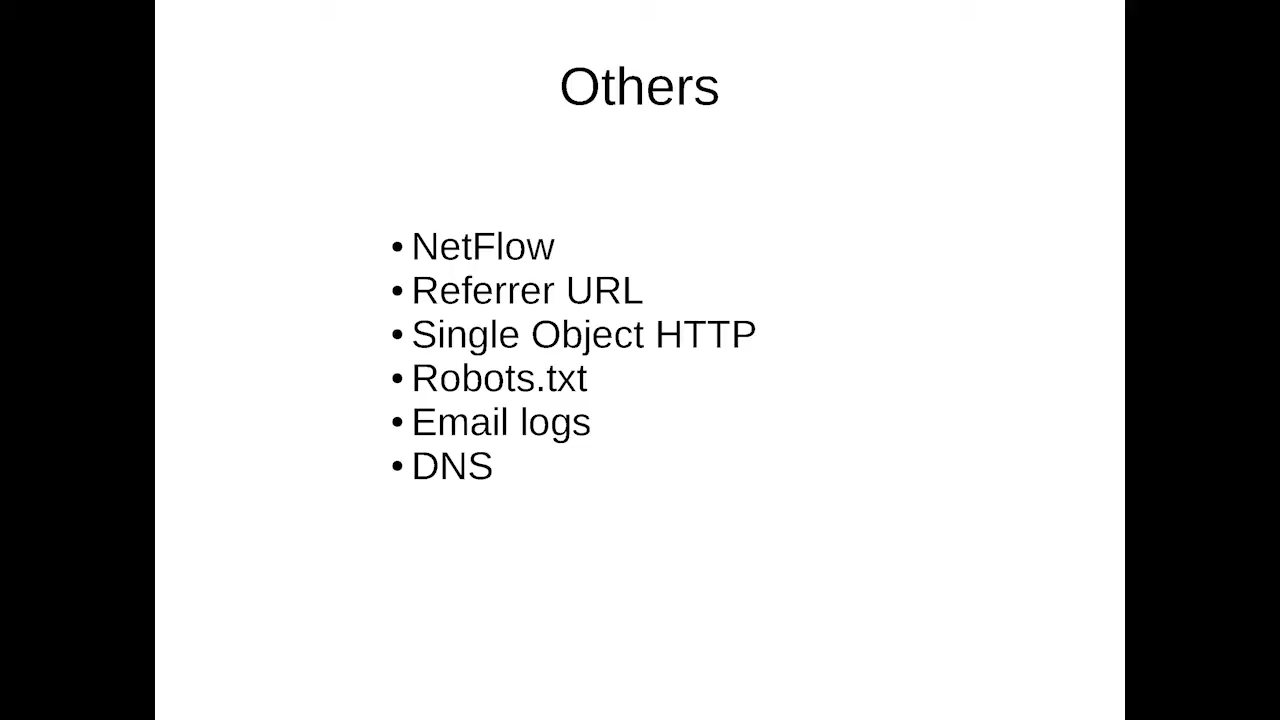 Others
• NetFlow
• Referrer URL
• Single Object HTTP
• Robots.txt
• Email logs
• DNS